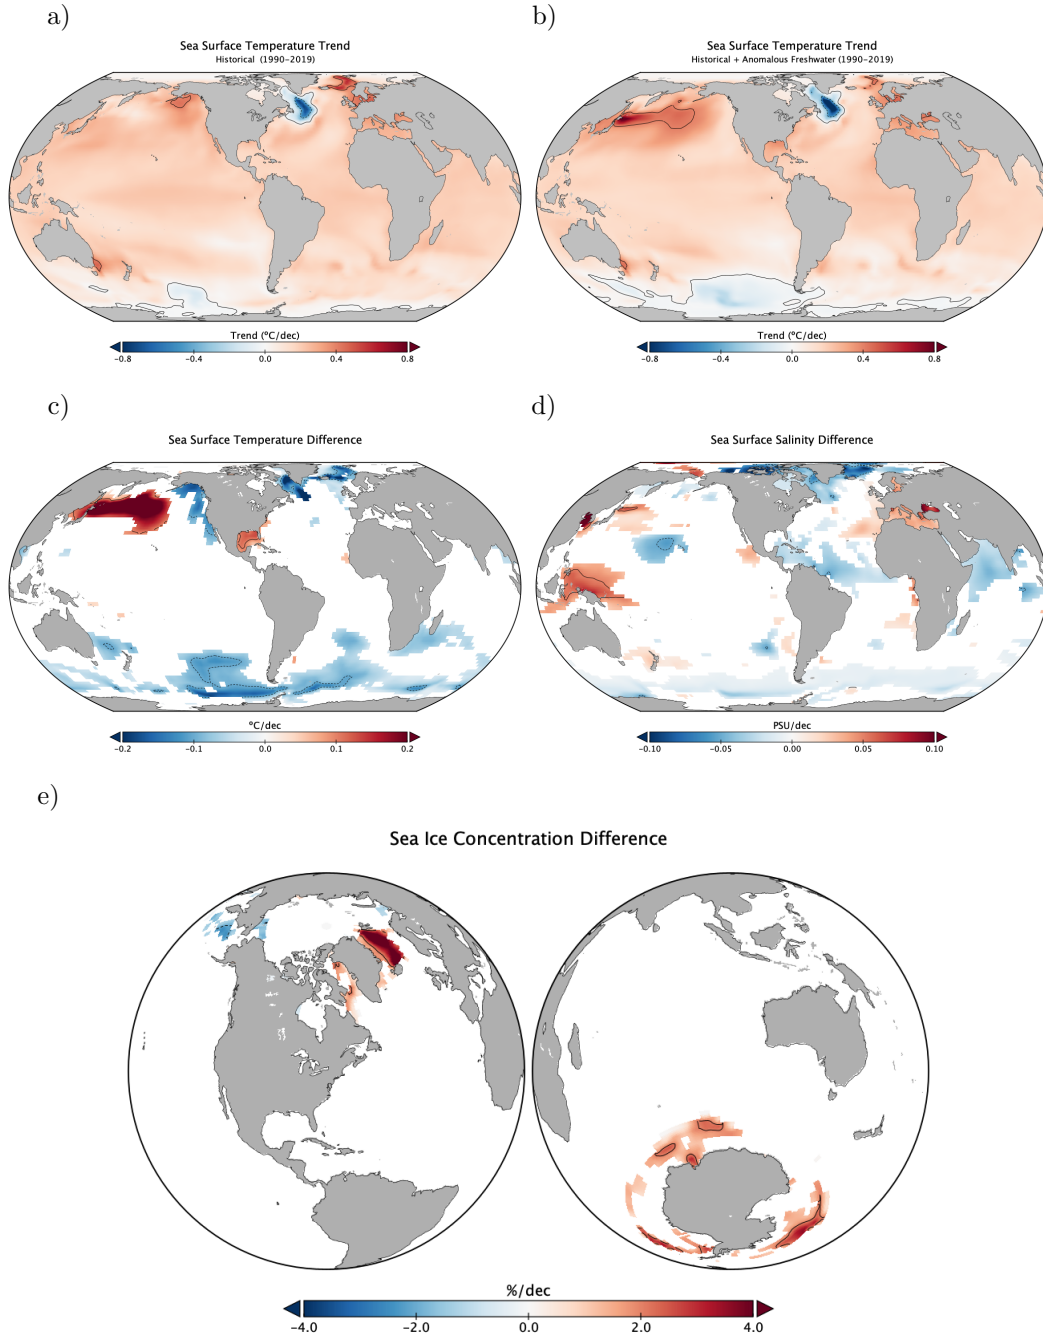 a)
b)
Sea Surface Temperature Trend
Historical (1990-2019)
Sea Surface Temperature Trend
Historical + Anomalous Freshwater (1990-2019)
Trend (ºC/dec)
-0.8 -0.4 0.0 0.4 0.8
Trend (ºC/dec)
-0.8 -0.4 0.0 0.4 0.8
c)
d)
Sea Surface Temperature Difference
Sea Surface Salinity Difference
ºC/dec
-0.2 -0.1 0.0 0.1 0.2
PSU/dec
-0.10 -0.05 0.00 0.05 0.10
e)
Sea Ice Concentration Difference
%/dec
-4.0 -2.0 0.0 2.0 4.0